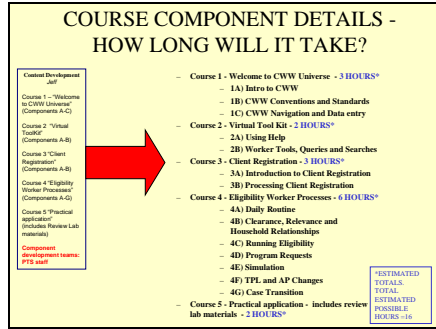 COURSE COMPONENT DETAILS -
HOW LONG WILL IT TAKE?
Content Development
Jeff
Course 1 – "Welcome
to CWW Universe"
(Components A-C)
Course 2 "Virtual
ToolKit"
(Components A-B)
Course 3 "Client
Registration"
(Components A-B)
Course 4 "Eligibility
Worker Processes"
(Components A-G)
Course 5 "Practical
application"
(includes Review Lab
materials)
Component
development teams:
PTS staff
– Course 1 - Welcome to CWW Universe - 3 HOURS*
– 1A) Intro to CWW
– 1B) CWW Conventions and Standards
– 1C) CWW Navigation and Data entry
– Course 2 - Virtual Tool Kit - 2 HOURS*
– 2A) Using Help
– 2B) Worker Tools, Queries and Searches
– Course 3 - Client Registration - 3 HOURS*
– 3A) Introduction to Client Registration
– 3B) Processing Client Registration
– Course 4 - Eligibility Worker Processes - 6 HOURS*
– 4A) Daily Routine
– 4B) Clearance, Relevance and
Household Relationships
– 4C) Running Eligibility
– 4D) Program Requests
– 4E) Simulation
– 4F) TPL and AP Changes
– 4G) Case Transition
– Course 5 - Practical application - includes review
lab materials - 2 HOURS*
*ESTIMATED
TOTALS.
TOTAL
ESTIMATED
POSSIBLE
HOURS =16